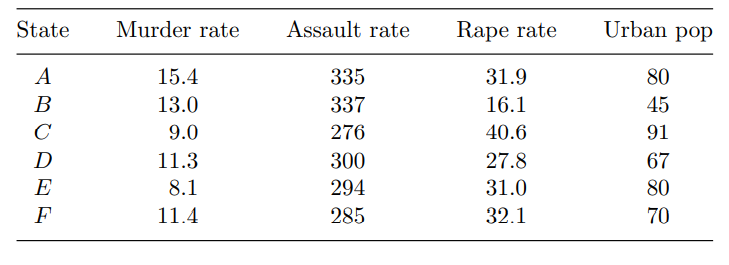 State Murder rate Assault rate Rape rate Urban pop
A 15.4 335 31.9 80
B 13.0 337 16.1 45
C 9.0 276 40.6 91
D 11.3 300 27.8 67
E 8.1 294 31.0 80
F 11.4 285 32.1 70